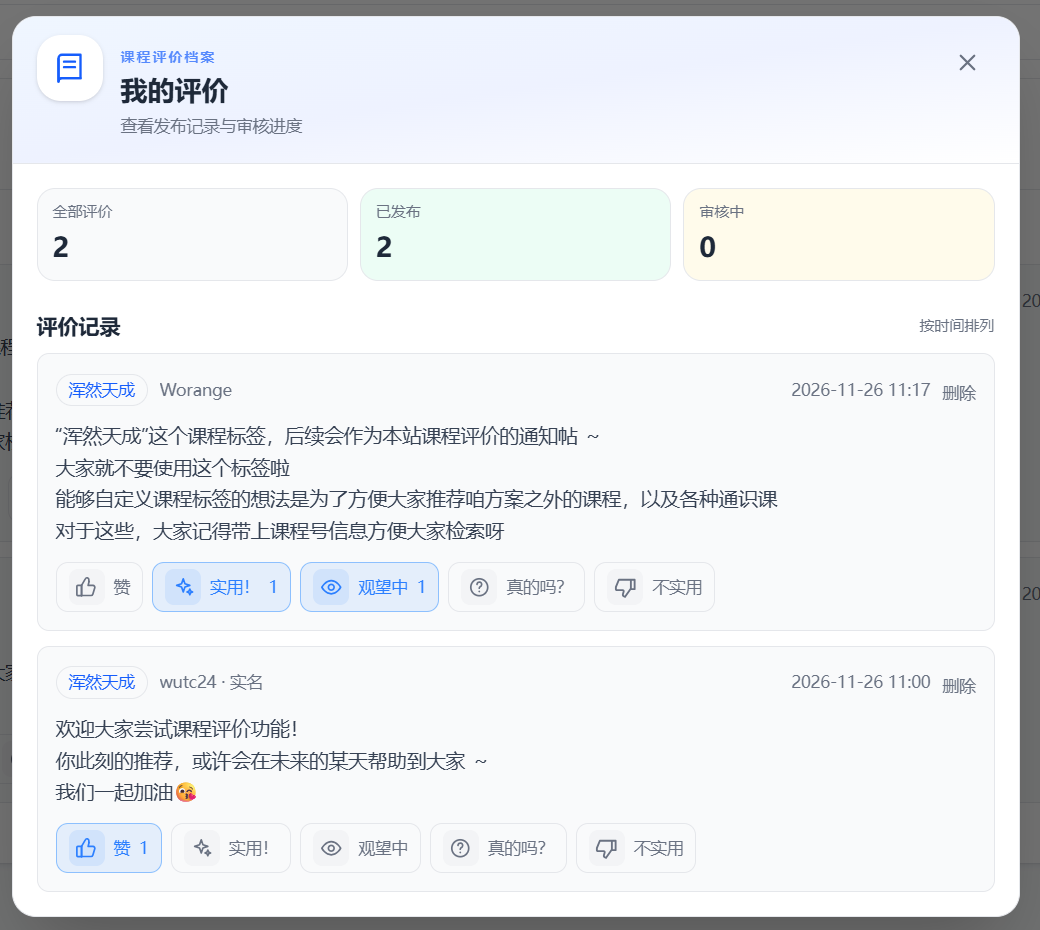 课程评价档案
我的评价
查看发布记录与审核进度
全部评价
2
已发布
2
审核中
0
评价记录
按时间排列
浑然天成 Worange 2026-11-26 11:17 删除
“浑然天成”这个课程标签，后续会作为本站课程评价的通知帖 ~
大家就不要使用这个标签啦
能够自定义课程标签的想法是为了方便大家推荐咱方案之外的课程，以及各种通识课
对于这些，大家记得带上课程号信息方便大家检索呀
赞 实用！ 1 观望中 1 真的吗？ 不实用
浑然天成 wutc24 · 实名 2026-11-26 11:00 删除
欢迎大家尝试课程评价功能！
你此刻的推荐，或许会在未来的某天帮助到大家 ~
我们一起加油😘
赞 1 实用！ 观望中 真的吗？ 不实用
20
20